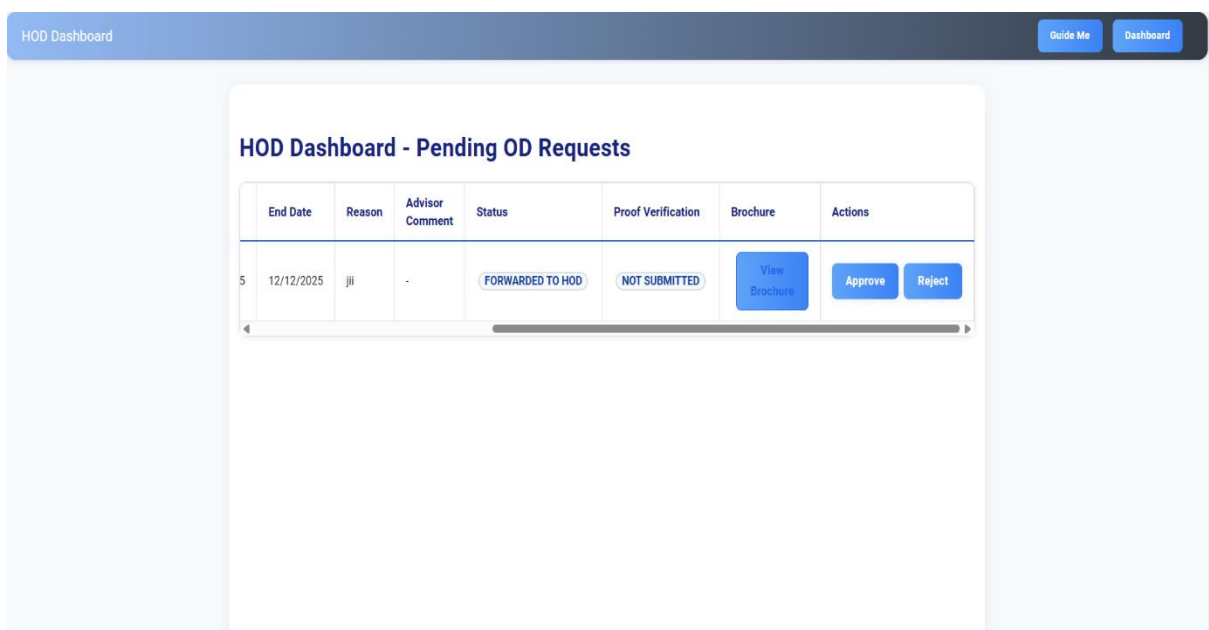 HOD Dashboard
Guide Me
Dashboard
HOD Dashboard - Pending OD Requests
End Date
Reason
Advisor
Comment
Status
Proof Verification
Brochure
Actions
5
12/12/2025
jii
-
FORWARDED TO HOD
NOT SUBMITTED
View
Brochure
Approve
Reject